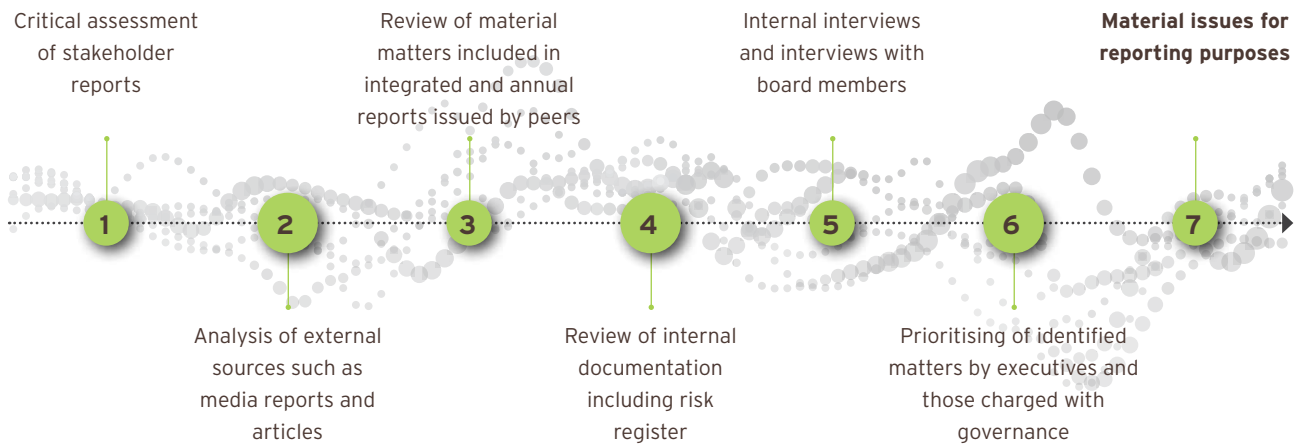 Critical assessment
of stakeholder
reports
1
Analysis of external
sources such as
media reports and
articles
2
Review of material
matters included in
integrated and annual
reports issued by peers
3
Review of internal
documentation
including risk
register
4
Internal interviews
and interviews with
board members
5
Prioritising of identified
matters by executives and
those charged with
governance
6
Material issues for
reporting purposes
7